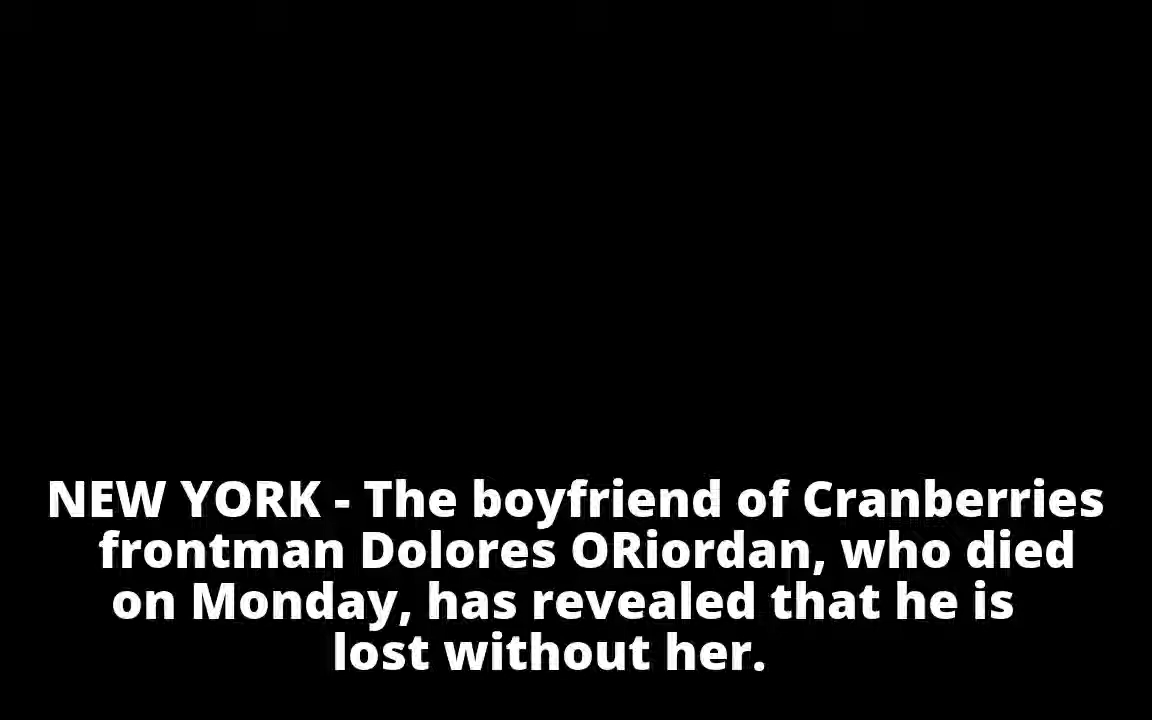 NEW YORK - The boyfriend of Cranberries
frontman Dolores ORiordan, who died
on Monday, has revealed that he is
lost without her.